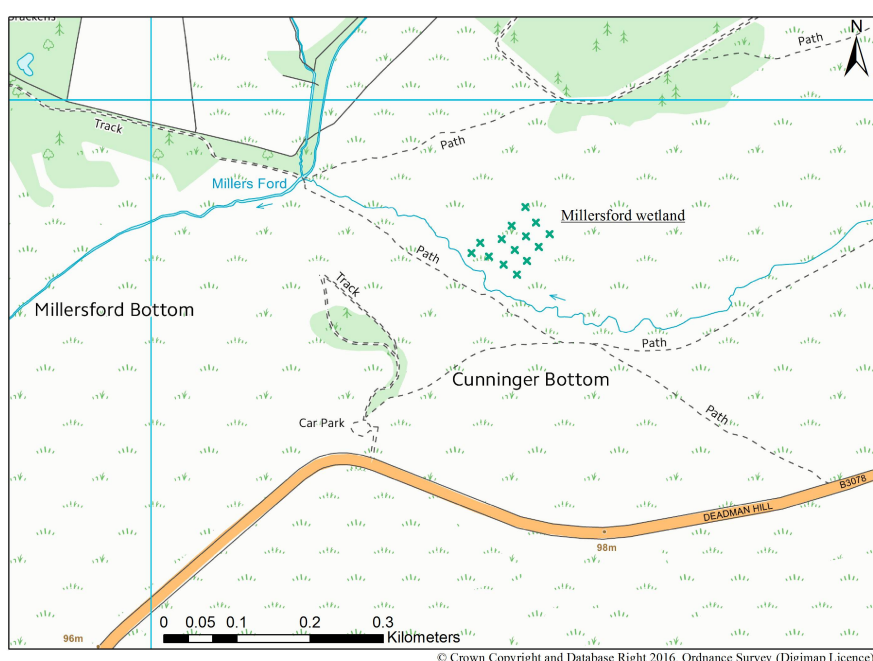 Brackens
N
Path
Track
Path
Millers Ford
Millersford wetland
Path
Track
Millersford Bottom
Path
Cunninger Bottom
Path
Car Park
B3078
DEADMAN HILL
98m
96m
0 0.05 0.1 0.2 0.3
Kilometers
© Crown Copyright and Database Right 2016. Ordnance Survey (Digimap Licence)